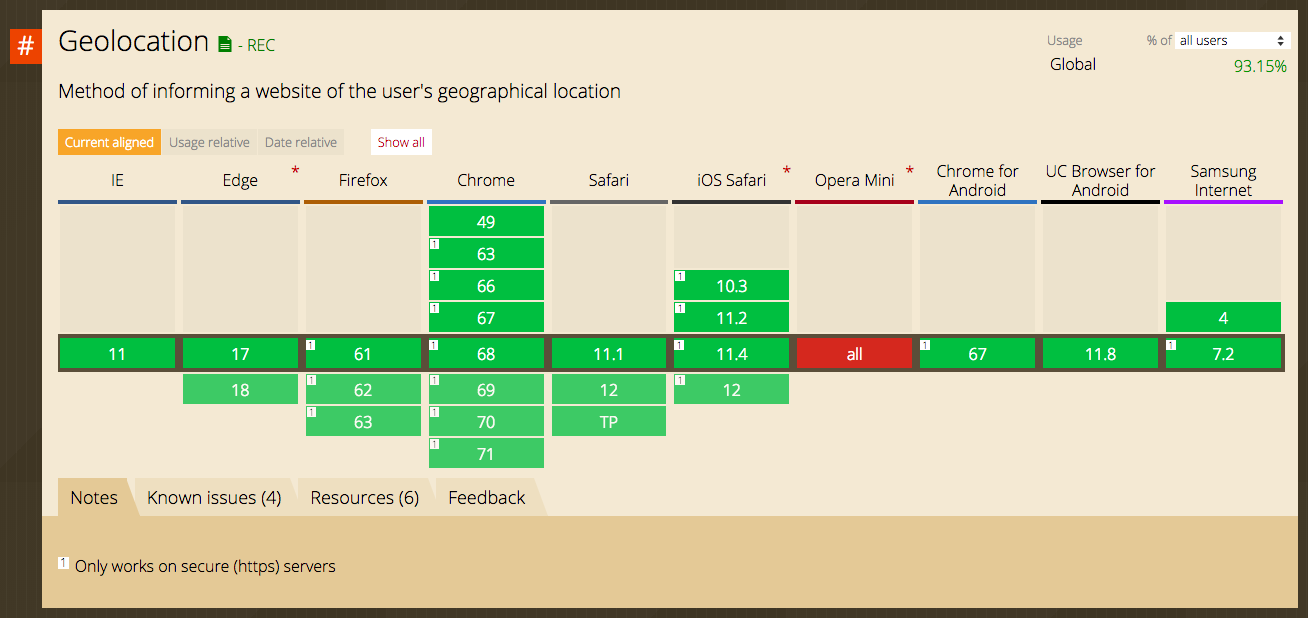 #
Geolocation - REC
Usage % of all users
Global 93.15%
Method of informing a website of the user's geographical location
Current aligned Usage relative Date relative Show all
IE Edge * Firefox Chrome Safari iOS Safari * Opera Mini * Chrome for Android UC Browser for Android Samsung Internet
49
1 63
1 66 1 10.3
1 67 1 11.2 4
11 17 1 61 1 68 11.1 1 11.4 all 1 67 11.8 1 7.2
18 1 62 1 69 12 1 12
1 63 1 70 TP
1 71
Notes Known issues (4) Resources (6) Feedback
1 Only works on secure (https) servers